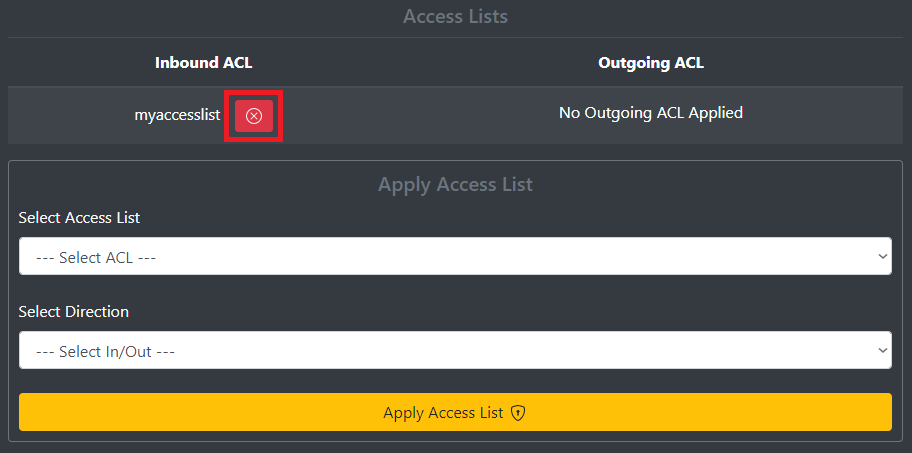 Access Lists
Inbound ACL Outgoing ACL
myaccesslist No Outgoing ACL Applied
Apply Access List
Select Access List
--- Select ACL ---
Select Direction
--- Select In/Out ---
Apply Access List